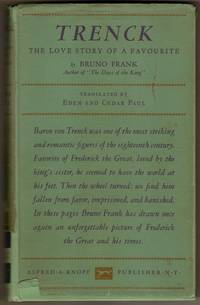 TRENCK
THE LOVE STORY OF A FAVOURITE
by BRUNO FRANK
Author of "The Days of the King"
TRANSLATED BY
EDEN AND CEDAR PAUL
Baron von Trenck was one of the most striking
and romantic figures of the eighteenth century.
Favorite of Frederick the Great, loved by the
king's sister, he seemed to have the world at
his feet. Then the wheel turned: we find him
fallen from favor, imprisoned, and banished.
In these pages Bruno Frank has drawn once
again an unforgettable picture of Frederick
the Great and his times.
ALFRED·A·KNOPF PUBLISHER·N·Y·